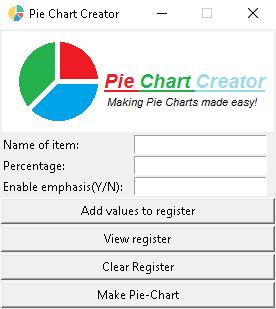 Pie Chart Creator
Pie Chart Creator
Making Pie Charts made easy!
Name of item:
Percentage:
Enable emphasis(Y/N):
Add values to register
View register
Clear Register
Make Pie-Chart